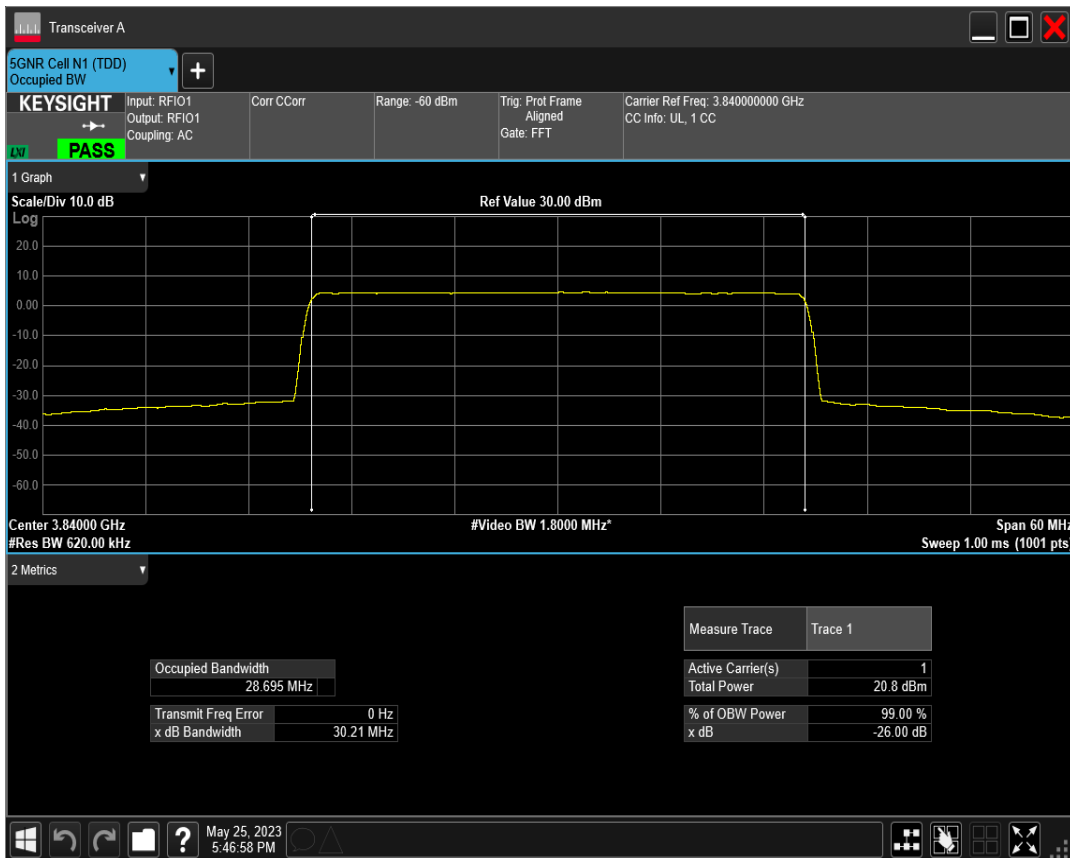 Transceiver A
5GNR Cell N1 (TDD)
Occupied BW
+
KEYSIGHT
LXI
PASS
Input: RFIO1
Output: RFIO1
Coupling: AC
Corr CCorr
Range: -60 dBm
Trig: Prot Frame
Aligned
Gate: FFT
Carrier Ref Freq: 3.840000000 GHz
CC Info: UL, 1 CC
1 Graph
Scale/Div 10.0 dB
Ref Value 30.00 dBm
Log
20.0
10.0
0.00
-10.0
-20.0
-30.0
-40.0
-50.0
-60.0
Center 3.84000 GHz
#Video BW 1.8000 MHz*
Span 60 MHz
#Res BW 620.00 kHz
Sweep 1.00 ms (1001 pts)
2 Metrics
Measure Trace Trace 1
Occupied Bandwidth
28.695 MHz
Active Carrier(s) 1
Total Power 20.8 dBm
Transmit Freq Error 0 Hz
x dB Bandwidth 30.21 MHz
% of OBW Power 99.00 %
x dB -26.00 dB
?
May 25, 2023
5:46:58 PM